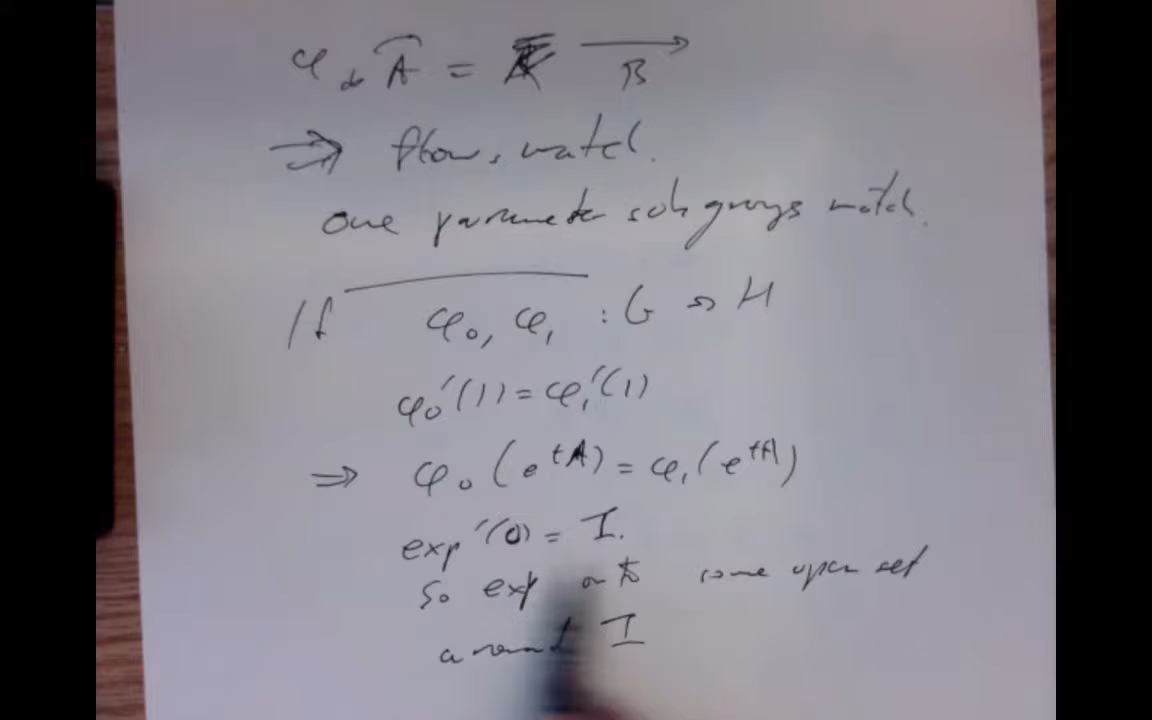 φ_* A⃗ = B⃗
⇒ flows match.
one parameter subgroups match.
If φ₀, φ₁ : G → H
φ₀′(1) = φ₁′(1)
⇒ φ₀(e^{tA}) = φ₁(e^{tA})
exp′(0) = I.
So exp onto some open set
around I